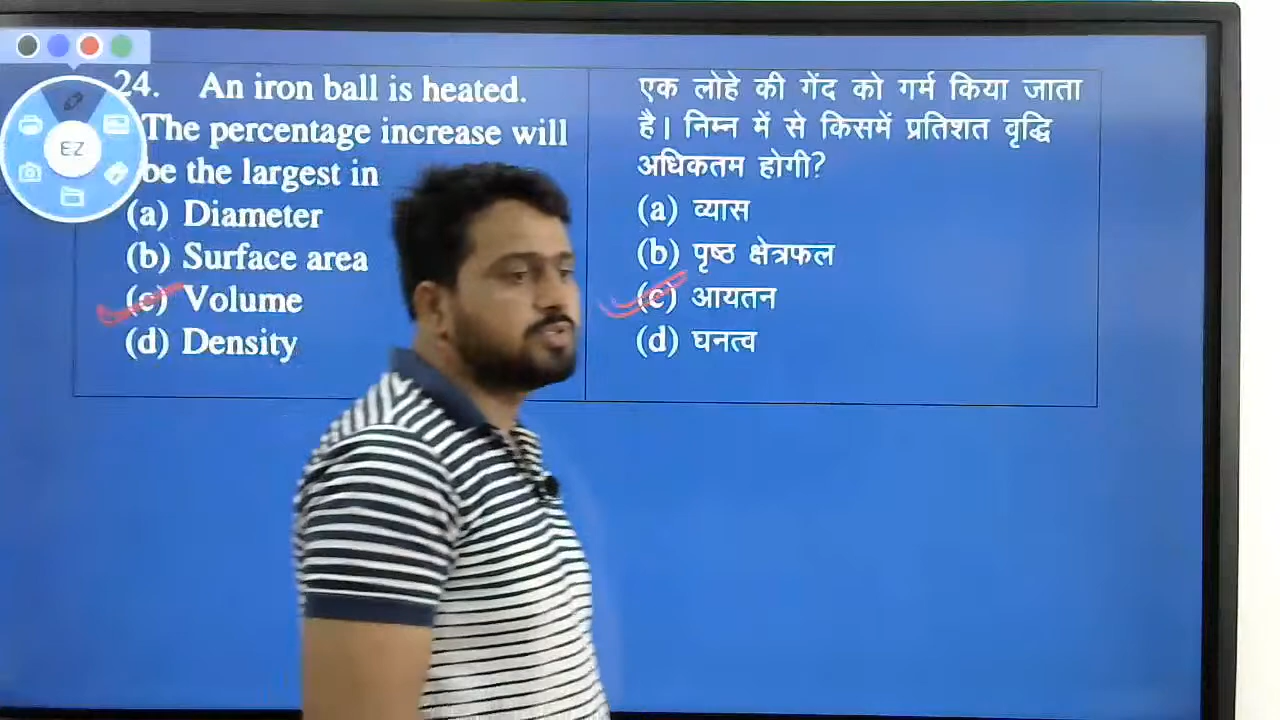 EZ
24. An iron ball is heated.
The percentage increase will
be the largest in
(a) Diameter
(b) Surface area
(c) Volume
(d) Density
एक लोहे की गेंद को गर्म किया जाता
है। निम्न में से किसमें प्रतिशत वृद्धि
अधिकतम होगी?
(a) व्यास
(b) पृष्ठ क्षेत्रफल
(c) आयतन
(d) घनत्व